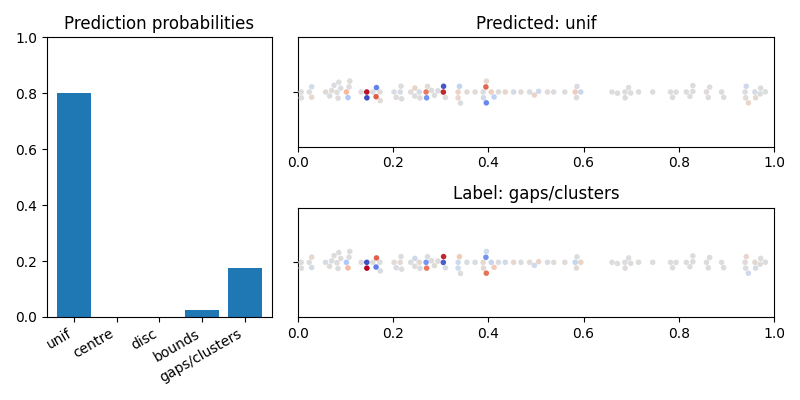 Prediction probabilities
1.0
0.8
0.6
0.4
0.2
0.0
unif
centre
disc
bounds
gaps/clusters
Predicted: unif
0.0 0.2 0.4 0.6 0.8 1.0
Label: gaps/clusters
0.0 0.2 0.4 0.6 0.8 1.0